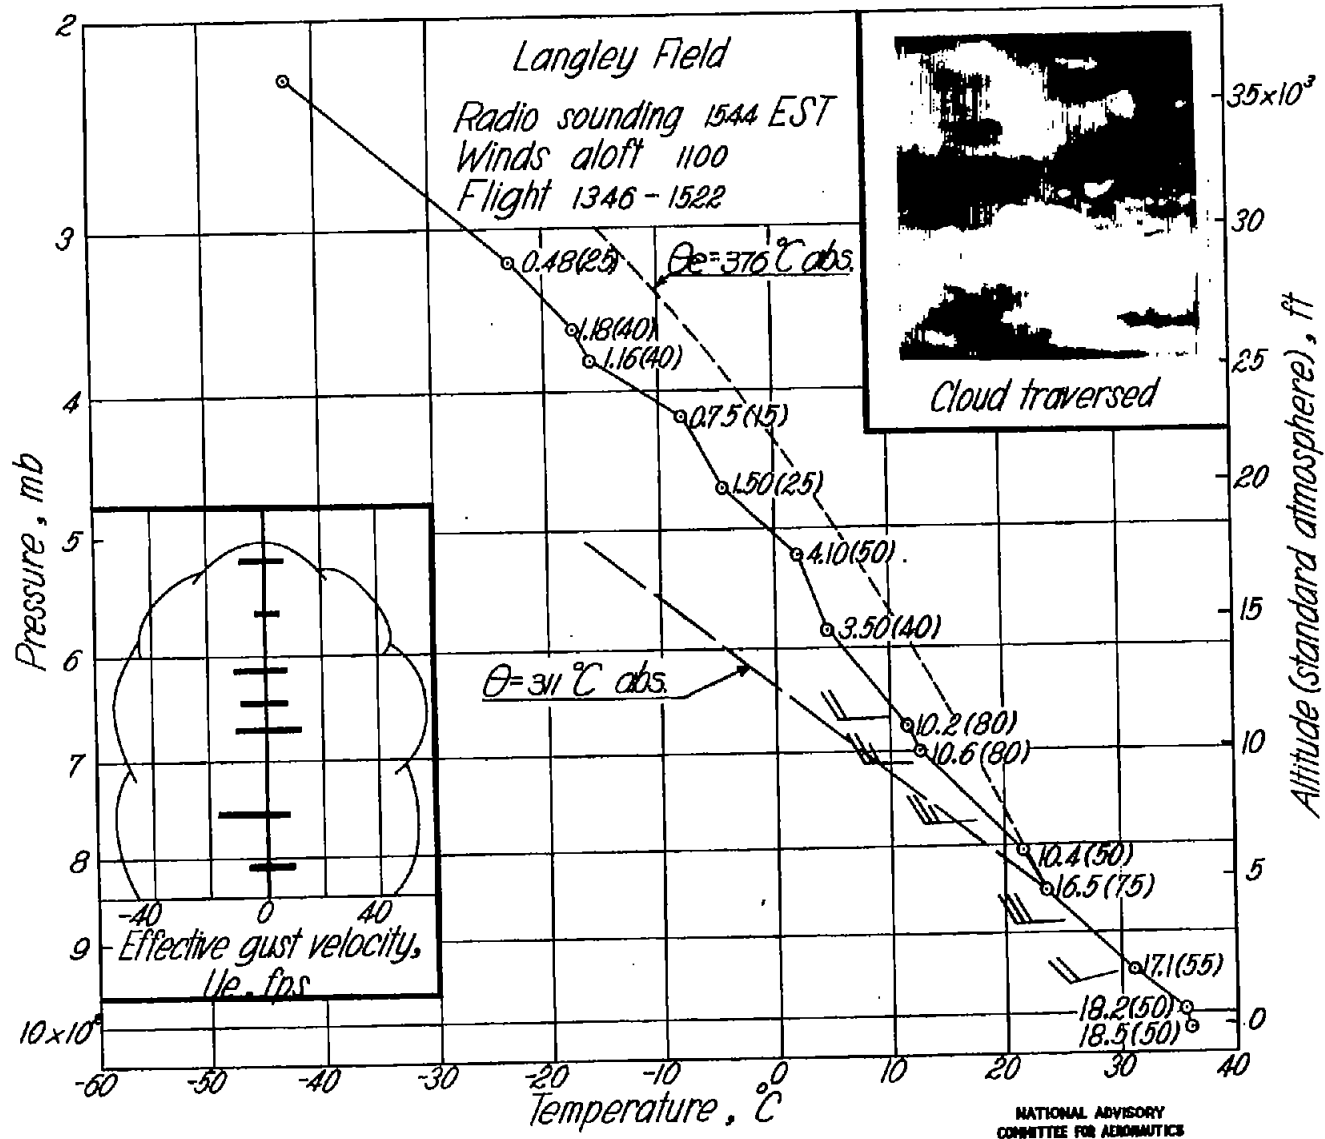 Langley Field
Radio sounding 1544 EST
Winds aloft 1100
Flight 1346 - 1522
Cloud traversed
θe=376 °C abs.
θ=311 °C abs.
0.48(25)
1.18(40)
1.16(40)
0.75(15)
1.50(25)
4.10(50)
3.50(40)
10.2(80)
10.6(80)
10.4(50)
16.5(75)
17.1(55)
18.2(50)
18.5(50)
Pressure, mb
2
3
4
5
6
7
8
9
Altitude (standard atmosphere), ft
35x10³
30
25
20
15
10
5
0
-40 0 40
Effective gust velocity,
Ue, fps
-60 -50 -40 -30 -20 -10 0 10 20 30 40
Temperature, °C
NATIONAL ADVISORY
COMMITTEE FOR AERONAUTICS